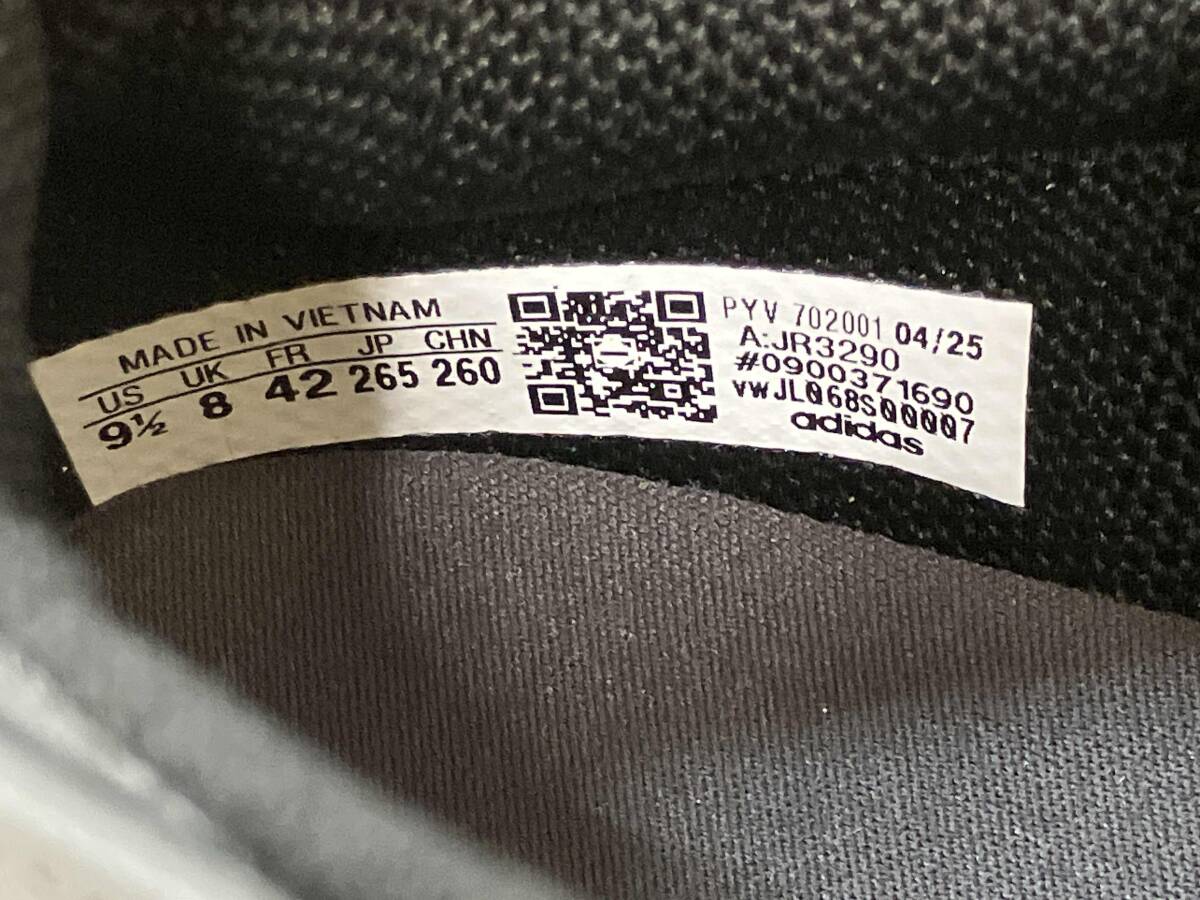 MADE IN VIETNAM
US UK FR JP CHN
9½ 8 42 265 260
PYV 702001 04/25
A:JR3290
#0900371690
vwJL068S00007
adidas